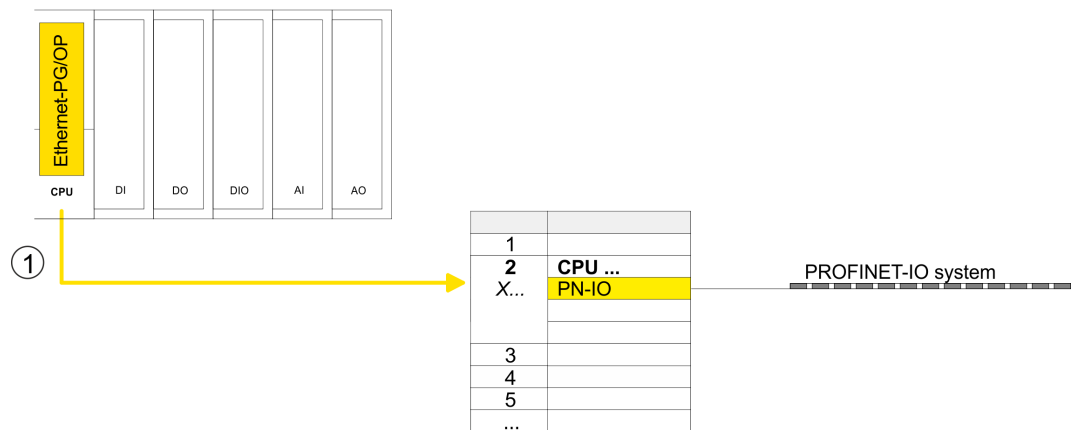 Ethernet-PG/OP
CPU DI DO DIO AI AO
1
1
2 CPU ...
X... PN-IO
PROFINET-IO system
3
4
5
...